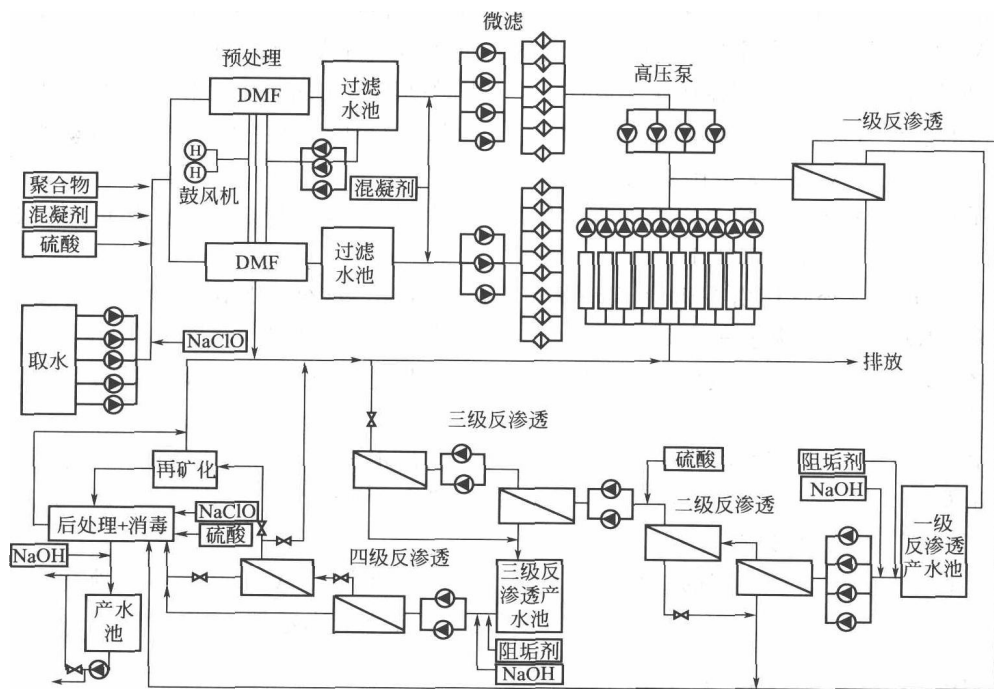 微滤
预处理
高压泵
DMF
过滤
水池
一级反渗透
H
H
鼓风机
混凝剂
聚合物
混凝剂
硫酸
DMF
过滤
水池
取水
NaClO
排放
三级反渗透
硫酸
阻垢剂
再矿化
NaOH
二级反渗透
NaClO
后处理+消毒
硫酸
一级
反渗透
产水池
NaOH
四级反渗透
三级反
渗透产
水池
产水
池
阻垢剂
NaOH